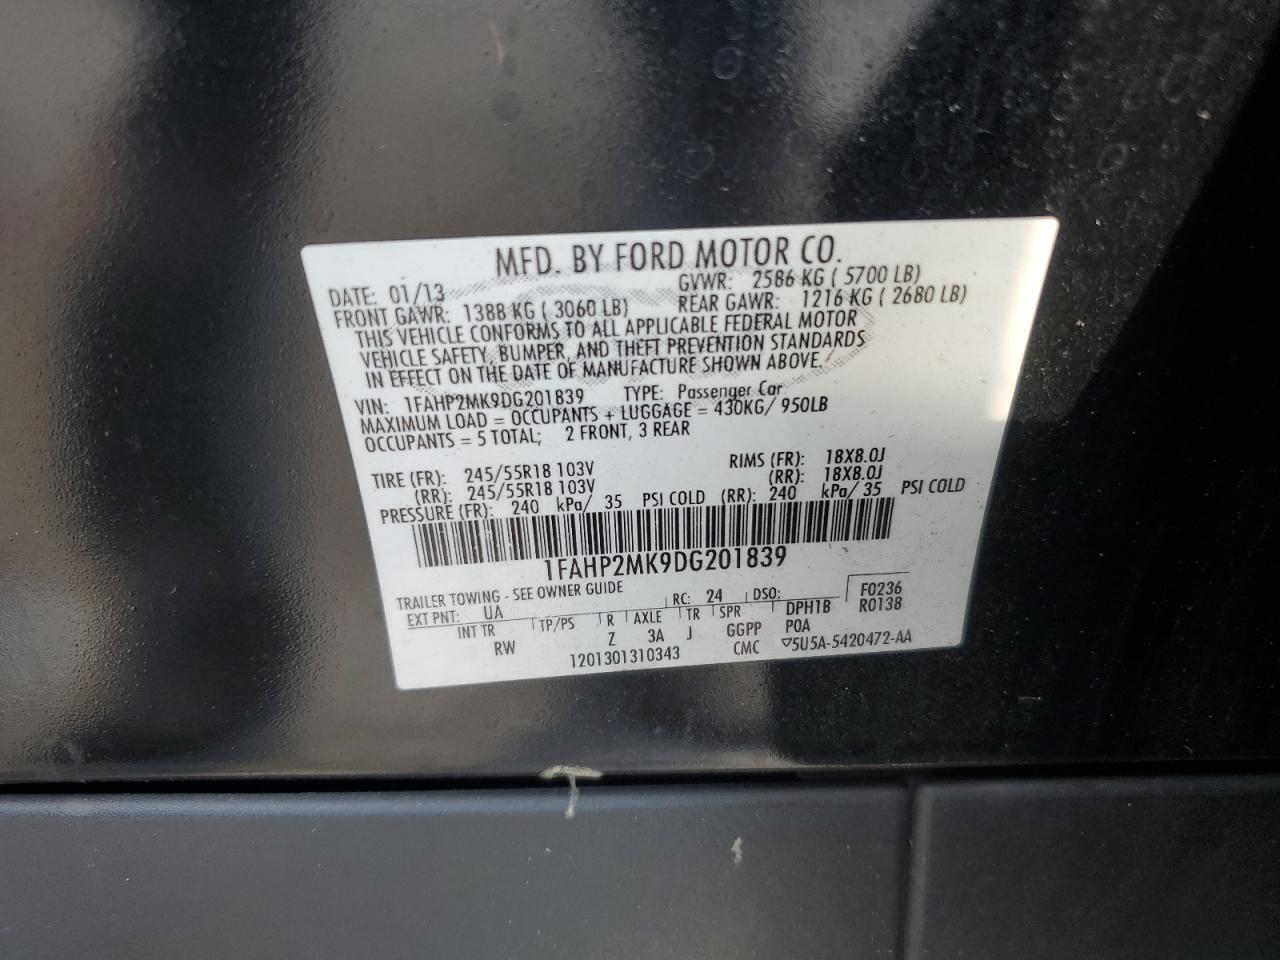 MFD. BY FORD MOTOR CO.
DATE: 01/13 GVWR: 2586 KG ( 5700 LB)
FRONT GAWR: 1388 KG ( 3060 LB) REAR GAWR: 1216 KG ( 2680 LB)
THIS VEHICLE CONFORMS TO ALL APPLICABLE FEDERAL MOTOR
VEHICLE SAFETY, BUMPER, AND THEFT PREVENTION STANDARDS
IN EFFECT ON THE DATE OF MANUFACTURE SHOWN ABOVE.
VIN: 1FAHP2MK9DG201839 TYPE: Passenger Car
MAXIMUM LOAD = OCCUPANTS + LUGGAGE = 430KG/ 950LB
OCCUPANTS = 5 TOTAL; 2 FRONT, 3 REAR
TIRE (FR): 245/55R18 103V RIMS (FR): 18X8.0J
(RR): 245/55R18 103V (RR): 18X8.0J
PRESSURE (FR): 240 kPa/ 35 PSI COLD (RR): 240 kPa/ 35 PSI COLD
1FAHP2MK9DG201839
TRAILER TOWING - SEE OWNER GUIDE
EXT PNT: UA RC: 24 DSO: F0236
INT TR TP/PS R AXLE TR SPR DPH1B R0138
RW Z 3A J GGPP P0A
1201301310343 CMC ▽5U5A-5420472-AA